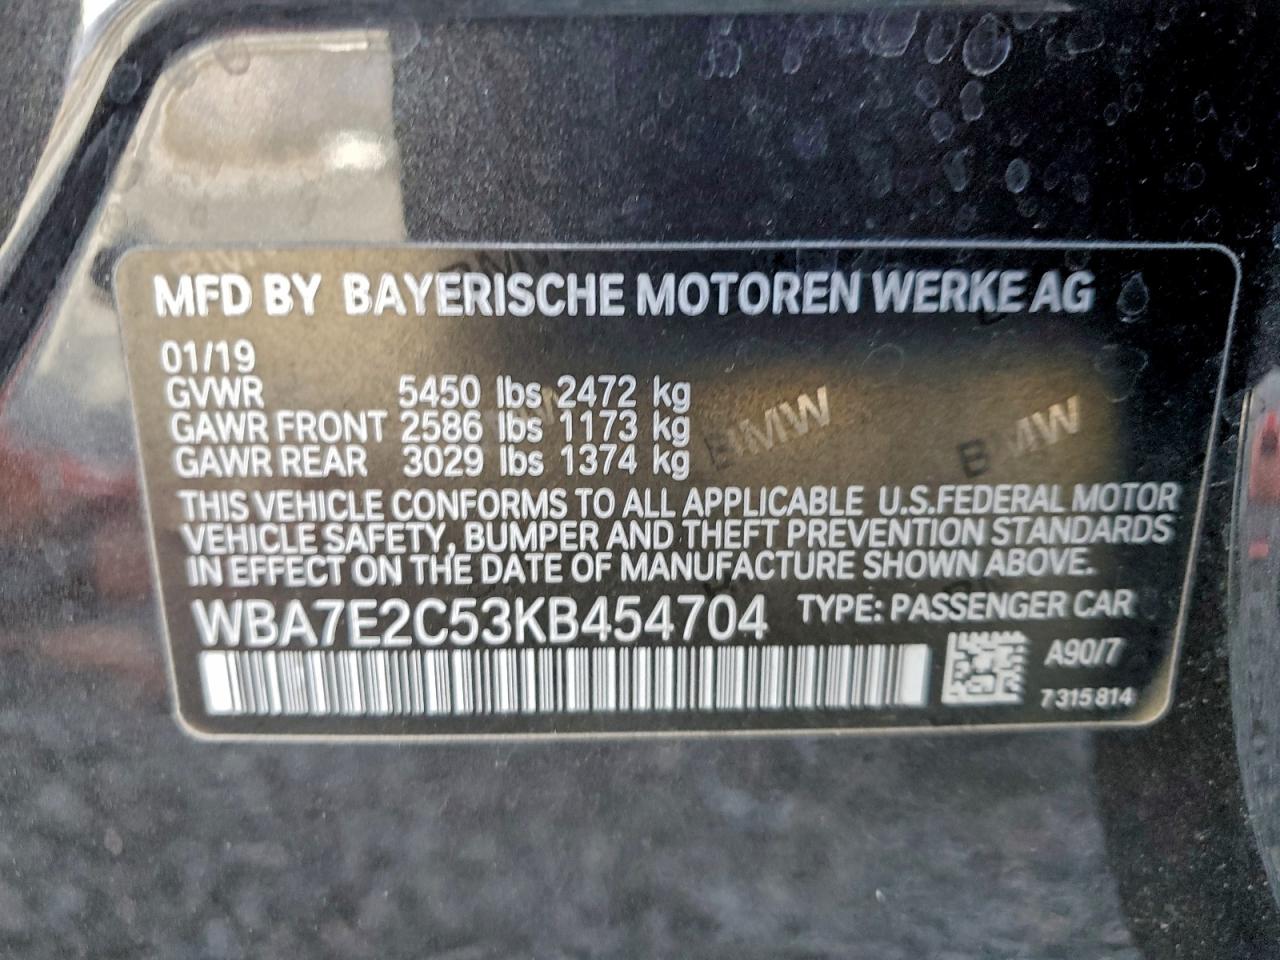 MFD BY BAYERISCHE MOTOREN WERKE AG
01/19
GVWR 5450 lbs 2472 kg
GAWR FRONT 2586 lbs 1173 kg
GAWR REAR 3029 lbs 1374 kg
BMW BMW
THIS VEHICLE CONFORMS TO ALL APPLICABLE U.S.FEDERAL MOTOR
VEHICLE SAFETY, BUMPER AND THEFT PREVENTION STANDARDS
IN EFFECT ON THE DATE OF MANUFACTURE SHOWN ABOVE.
WBA7E2C53KB454704 TYPE: PASSENGER CAR
A90/7
7 315 814